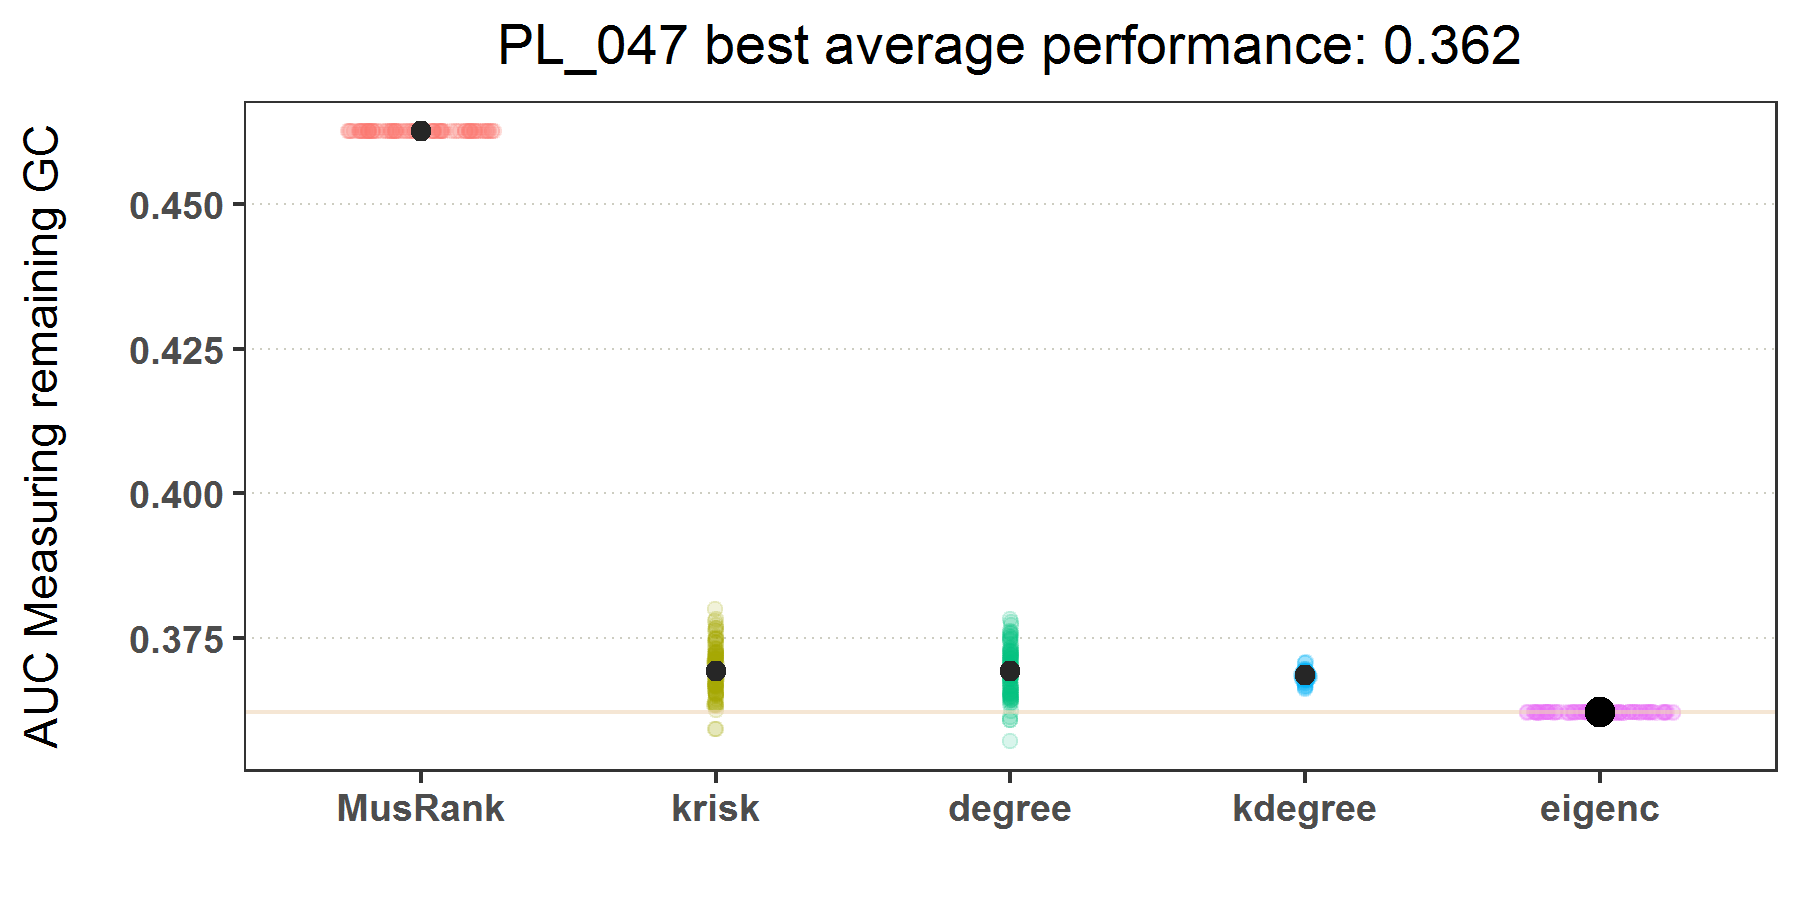 PL_047 best average performance: 0.362
AUC Measuring remaining GC
0.450
0.425
0.400
0.375
MusRank krisk degree kdegree eigenc